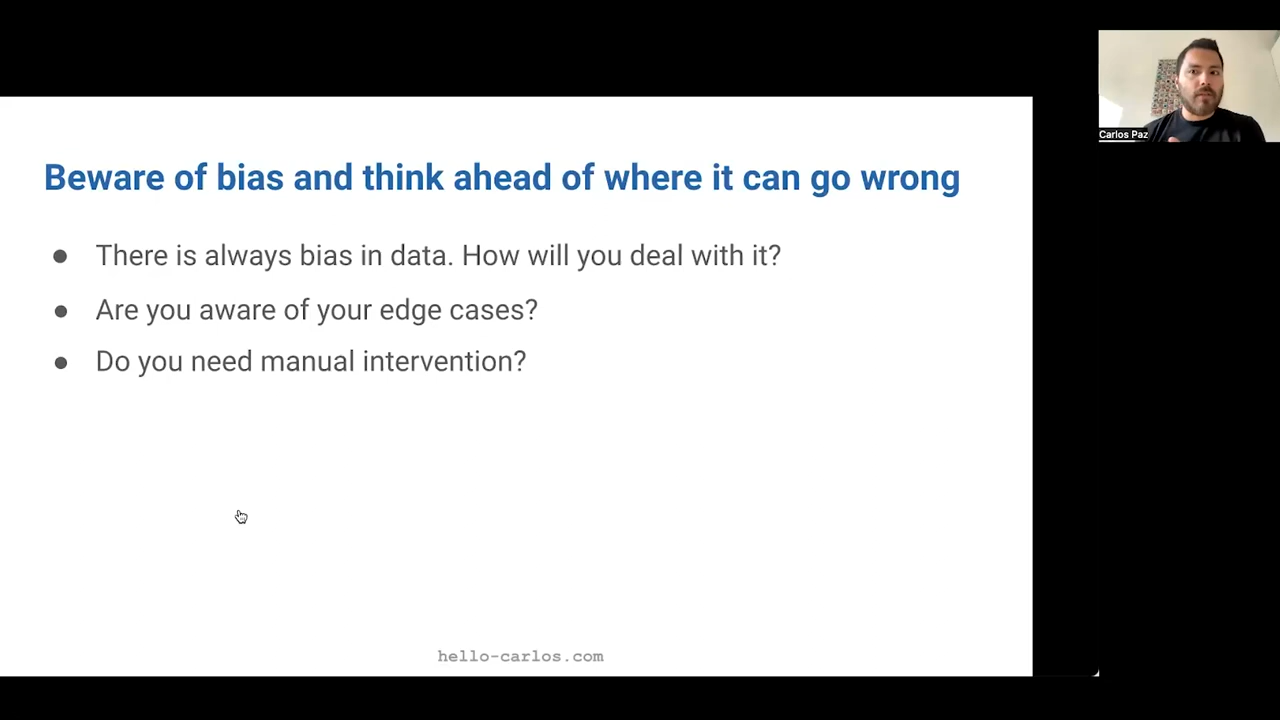 Carlos Paz
Beware of bias and think ahead of where it can go wrong
● There is always bias in data. How will you deal with it?
● Are you aware of your edge cases?
● Do you need manual intervention?
hello-carlos.com